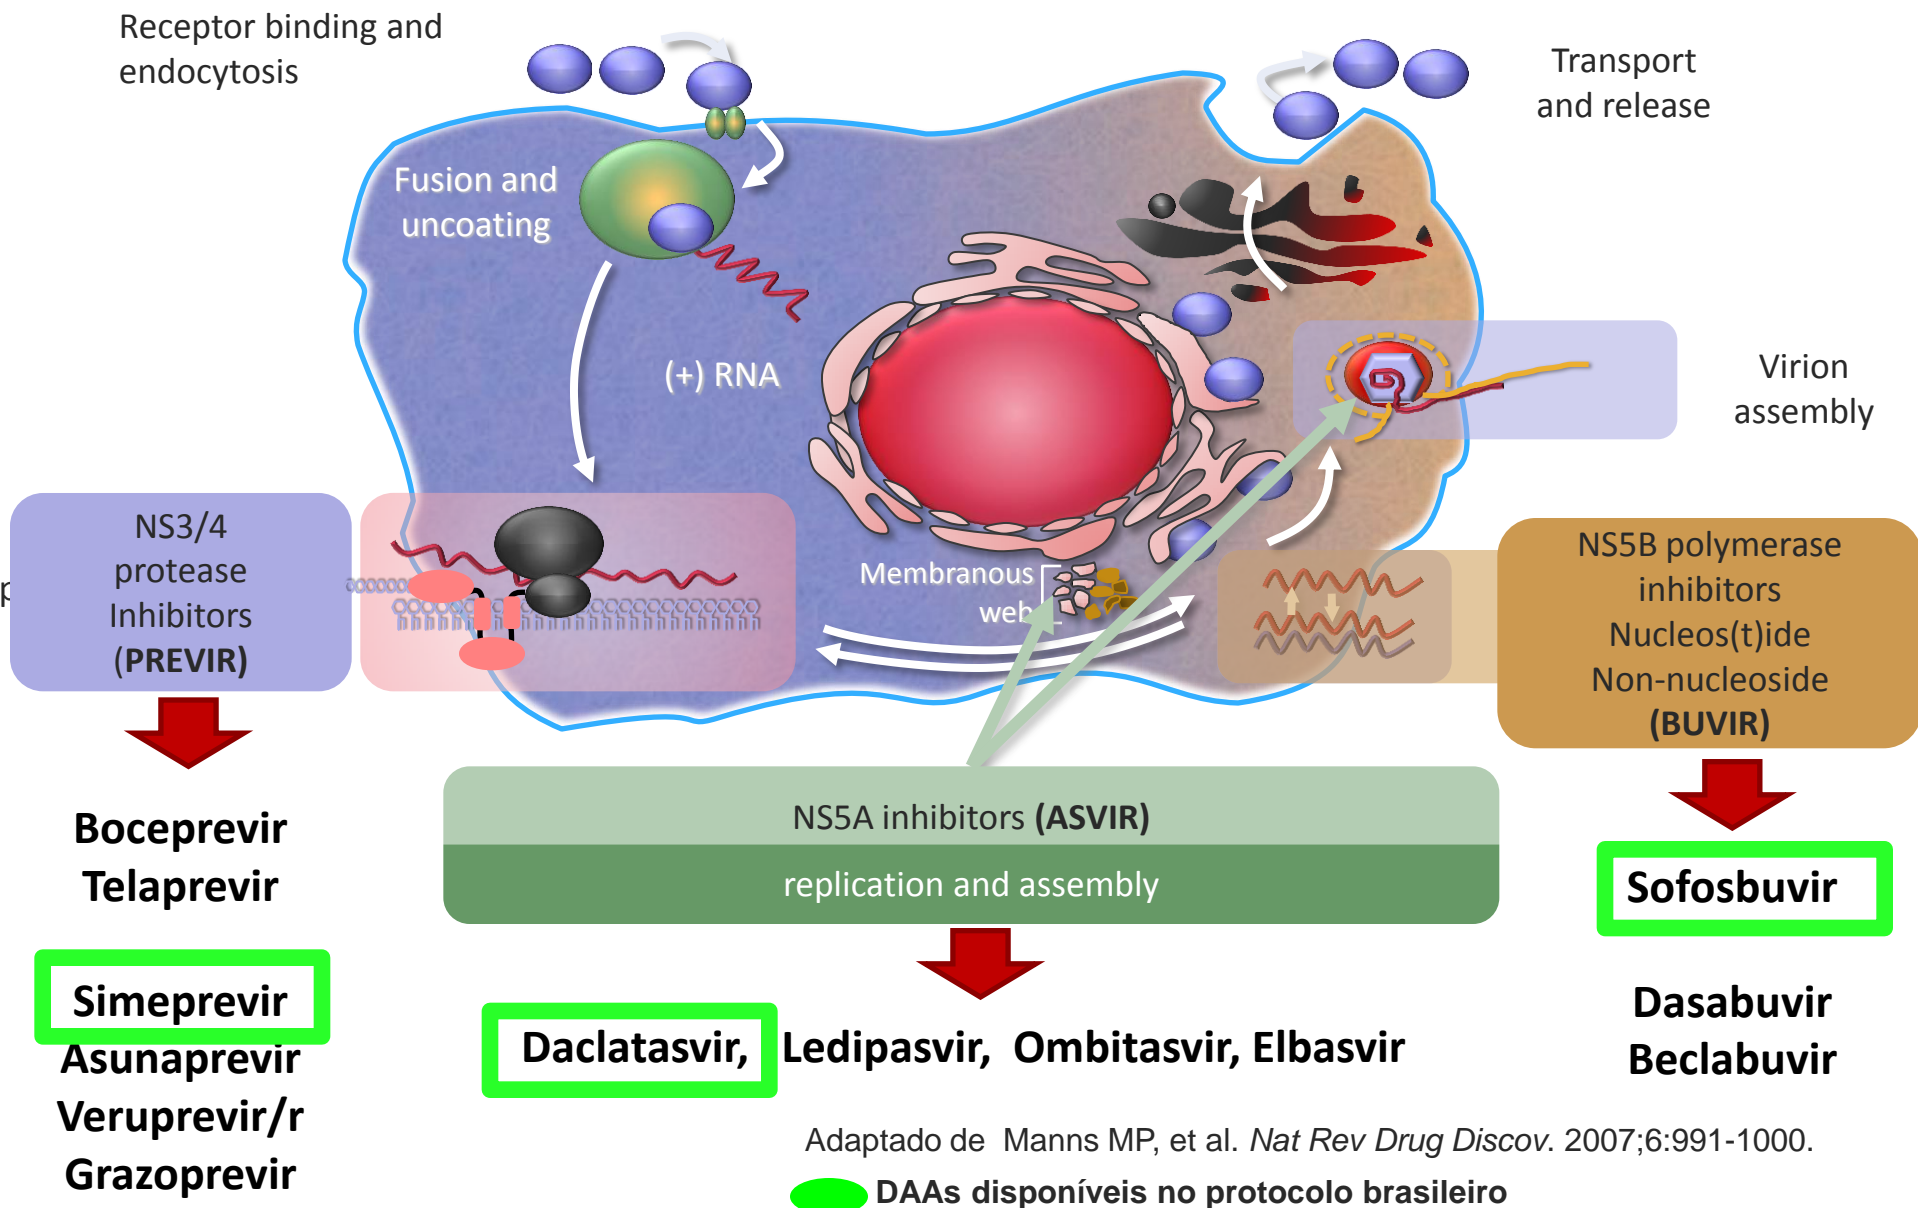 Receptor binding and
endocytosis
Transport
and release
Fusion and
uncoating
(+) RNA
Virion
assembly
NS3/4
protease
Inhibitors
(PREVIR)
p
Membranous
web
NS5B polymerase
inhibitors
Nucleos(t)ide
Non-nucleoside
(BUVIR)
NS5A inhibitors (ASVIR)
replication and assembly
Boceprevir
Telaprevir
Simeprevir
Asunaprevir
Veruprevir/r
Grazoprevir
Daclatasvir, Ledipasvir, Ombitasvir, Elbasvir
Sofosbuvir
Dasabuvir
Beclabuvir
Adaptado de Manns MP, et al. Nat Rev Drug Discov. 2007;6:991-1000.
DAAs disponíveis no protocolo brasileiro